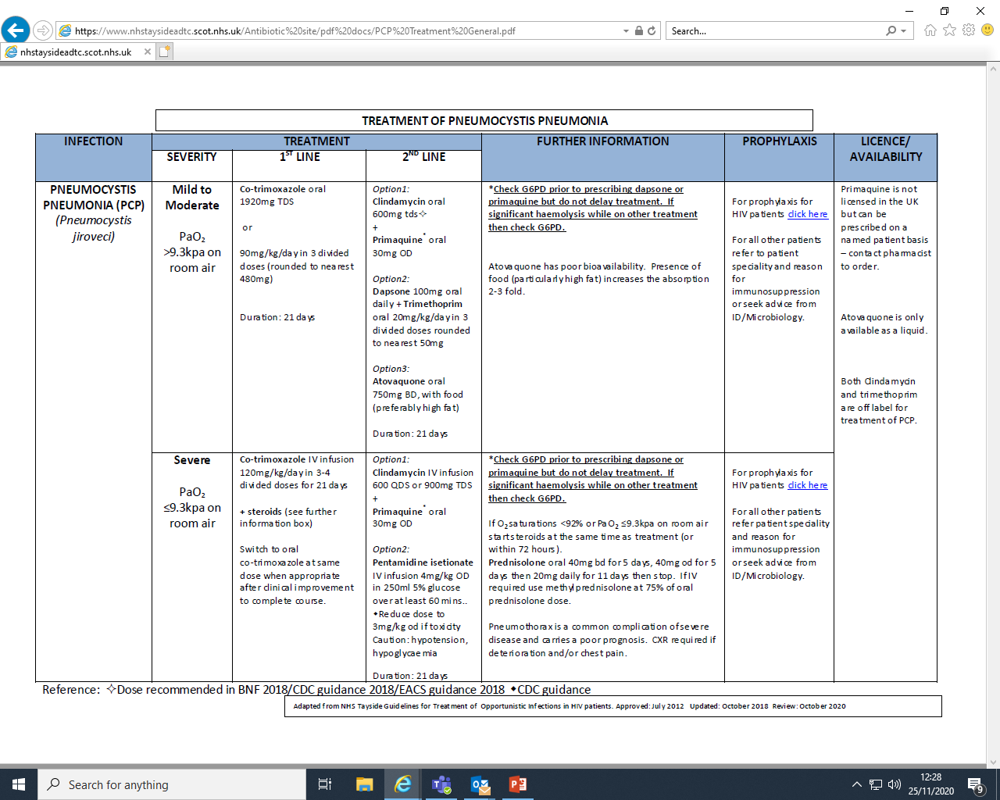 https://www.nhstaysideadtc.scot.nhs.uk/Antibiotic%20site/pdf%20docs/PCP%20Treatment%20General.pdf
Search...
nhstaysideadtc.scot.nhs.uk
TREATMENT OF PNEUMOCYSTIS PNEUMONIA
INFECTION
TREATMENT
FURTHER INFORMATION
PROPHYLAXIS
LICENCE/
AVAILABILITY
SEVERITY
1ST LINE
2ND LINE
PNEUMOCYSTIS
PNEUMONIA (PCP)
(Pneumocystis
jiroveci)
Mild to
Moderate
PaO₂
>9.3kpa on
room air
Co-trimoxazole oral
1920mg TDS
or
90mg/kg/day in 3 divided
doses (rounded to nearest
480mg)
Duration: 21 days
Option1:
Clindamycin oral
600mg tds✧
+
Primaquine* oral
30mg OD
Option2:
Dapsone 100mg oral
daily + Trimethoprim
oral 20mg/kg/day in 3
divided doses rounded
to nearest 50mg
Option3:
Atovaquone oral
750mg BD, with food
(preferably high fat)
Duration: 21 days
*Check G6PD prior to prescribing dapsone or
primaquine but do not delay treatment. If
significant haemolysis while on other treatment
then check G6PD.
Atovaquone has poor bioavailability. Presence of
food (particularly high fat) increases the absorption
2-3 fold.
For prophylaxis for
HIV patients click here
For all other patients
refer to patient
speciality and reason
for
immunosuppression
or seek advice from
ID/Microbiology.
Primaquine is not
licensed in the UK
but can be
prescribed on a
named patient basis
– contact pharmacist
to order.
Atovaquone is only
available as a liquid.
Both Clindamycin
and trimethoprim
are off label for
treatment of PCP.
Severe
PaO₂
≤9.3kpa on
room air
Co-trimoxazole IV infusion
120mg/kg/day in 3-4
divided doses for 21 days
+ steroids (see further
information box)
Switch to oral
co-trimoxazole at same
dose when appropriate
after clinical improvement
to complete course.
Option1:
Clindamycin IV infusion
600 QDS or 900mg TDS
+
Primaquine* oral
30mg OD
Option2:
Pentamidine isetionate
IV infusion 4mg/kg OD
in 250ml 5% glucose
over at least 60 mins..
⬥Reduce dose to
3mg/kg od if toxicity
Caution: hypotension,
hypoglycaemia
Duration: 21 days
*Check G6PD prior to prescribing dapsone or
primaquine but do not delay treatment. If
significant haemolysis while on other treatment
then check G6PD.
If O₂ saturations <92% or PaO₂ ≤9.3kpa on room air
start steroids at the same time as treatment (or
within 72 hours).
Prednisolone oral 40mg bd for 5 days, 40mg od for 5
days then 20mg daily for 11 days then stop. If IV
required use methylprednisolone at 75% of oral
prednisolone dose.
Pneumothorax is a common complication of severe
disease and carries a poor prognosis. CXR required if
deterioration and/or chest pain.
For prophylaxis for
HIV patients click here
For all other patients
refer patient speciality
and reason for
immunosuppression
or seek advice from
ID/Microbiology.
Reference: ✧Dose recommended in BNF 2018/CDC guidance 2018/EACS guidance 2018 ⬥CDC guidance
Adapted from NHS Tayside Guidelines for Treatment of Opportunistic Infections in HIV patients. Approved: July 2012 Updated: October 2018 Review: October 2020
Search for anything
12:28
25/11/2020
9